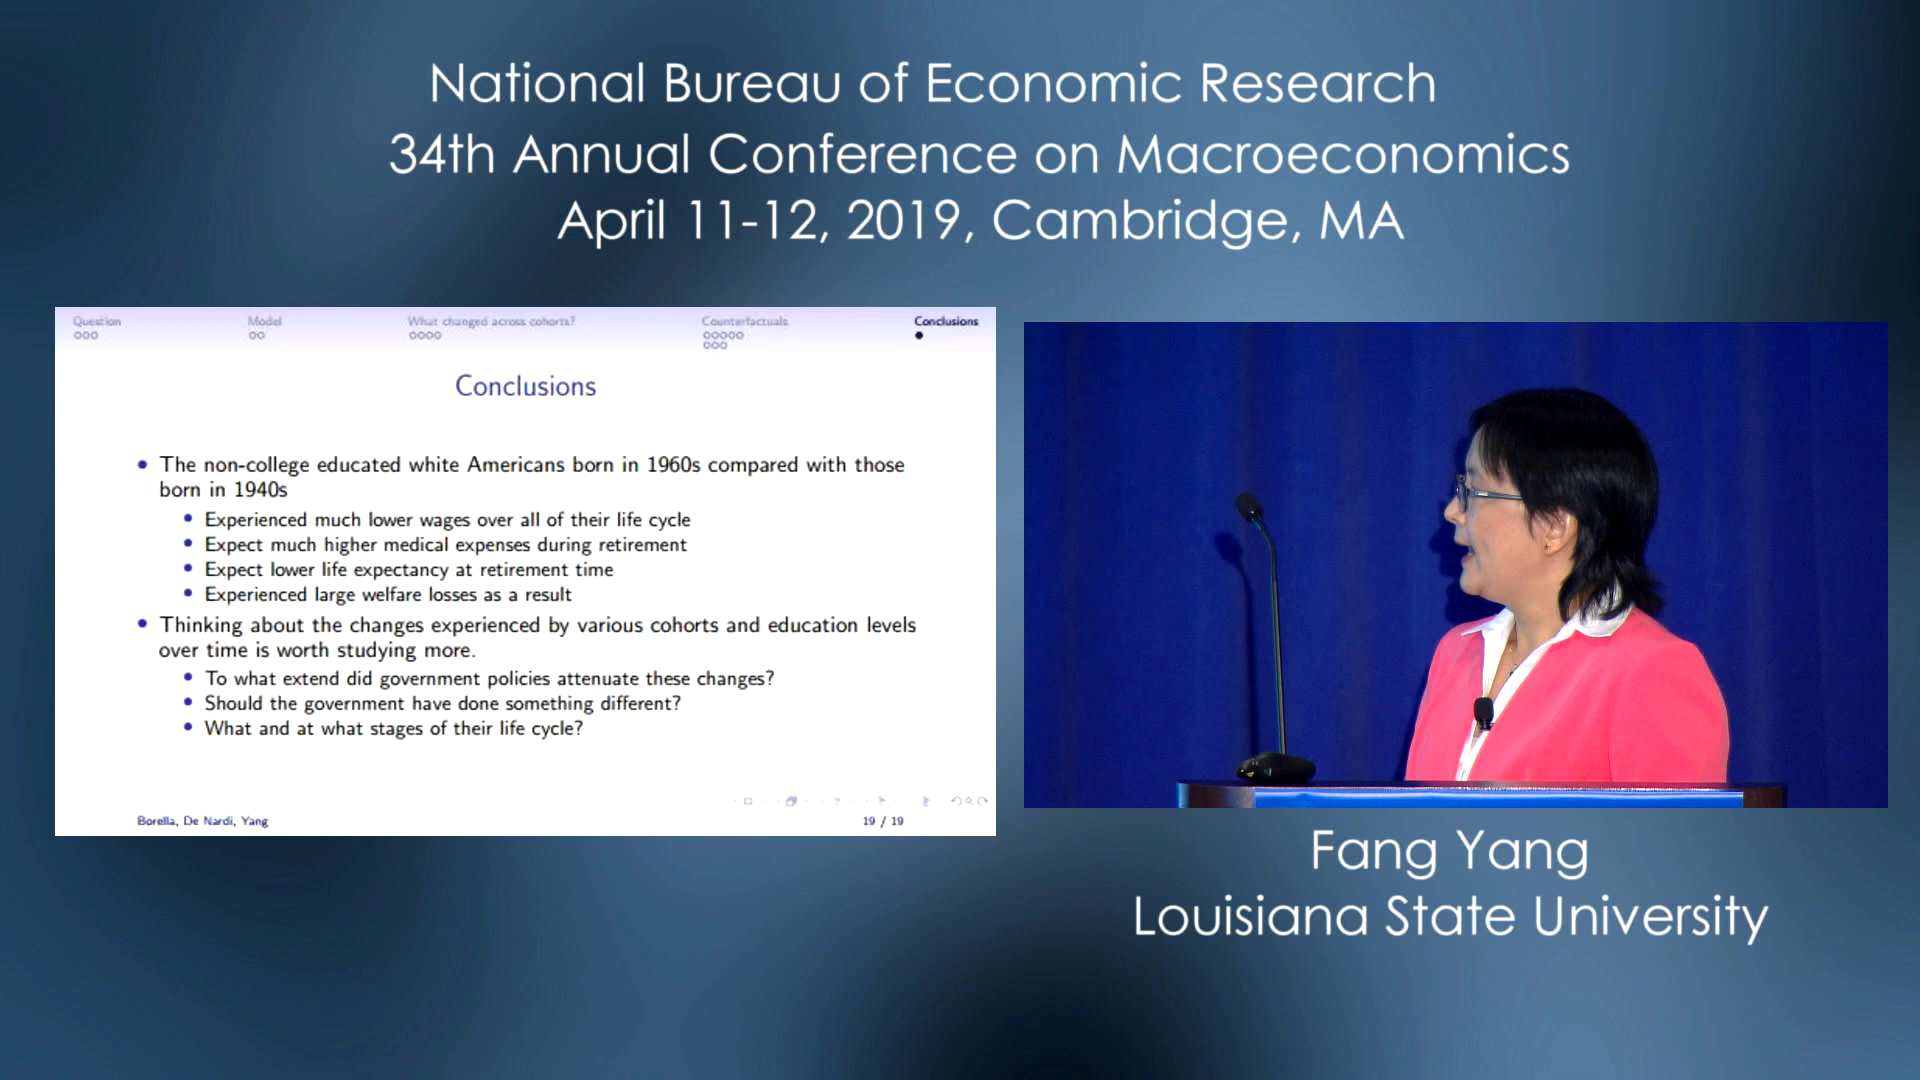 National Bureau of Economic Research
34th Annual Conference on Macroeconomics
April 11-12, 2019, Cambridge, MA
Question
Model
What changed across cohorts?
Counterfactuals
Conclusions
Conclusions
The non-college educated white Americans born in 1960s compared with those
born in 1940s
Experienced much lower wages over all of their life cycle
Expect much higher medical expenses during retirement
Expect lower life expectancy at retirement time
Experienced large welfare losses as a result
Thinking about the changes experienced by various cohorts and education levels
over time is worth studying more.
To what extend did government policies attenuate these changes?
Should the government have done something different?
What and at what stages of their life cycle?
Borella, De Nardi, Yang
19 / 19
Fang Yang
Louisiana State University